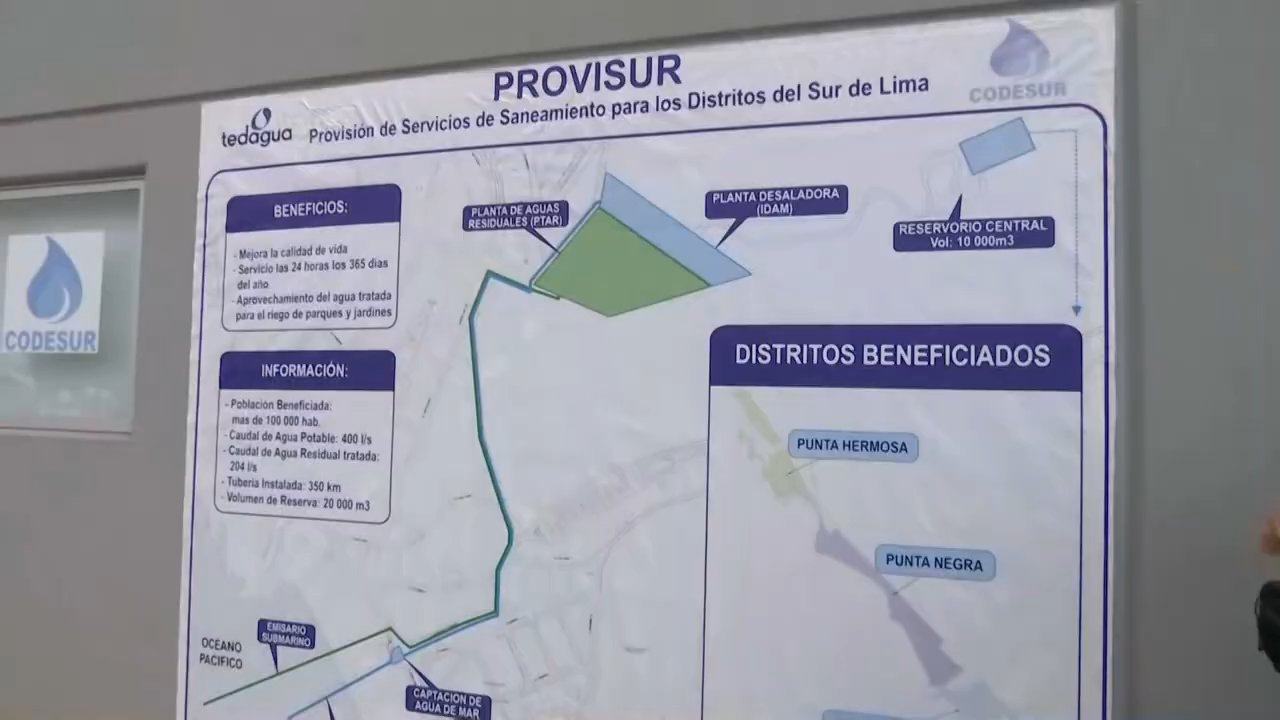 PROVISUR
Provisión de Servicios de Saneamiento para los Distritos del Sur de Lima
tedagua
CODESUR
CODESUR
BENEFICIOS:
- Mejora la calidad de vida
- Servicio las 24 horas los 365 dias
del año
- Aprovechamiento del agua tratada
para el riego de parques y jardines
INFORMACIÓN:
- Población Beneficiada:
mas de 100 000 hab.
- Caudal de Agua Potable: 400 l/s
- Caudal de Agua Residual tratada:
204 l/s
- Tubería Instalada: 350 km
- Volumen de Reserva: 20 000 m3
PLANTA DE AGUAS
RESIDUALES (PTAR)
PLANTA DESALADORA
(IDAM)
RESERVORIO CENTRAL
Vol: 10 000m3
DISTRITOS BENEFICIADOS
PUNTA HERMOSA
PUNTA NEGRA
OCEANO
PACIFICO
EMISARIO
SUBMARINO
CAPTACION DE
AGUA DE MAR